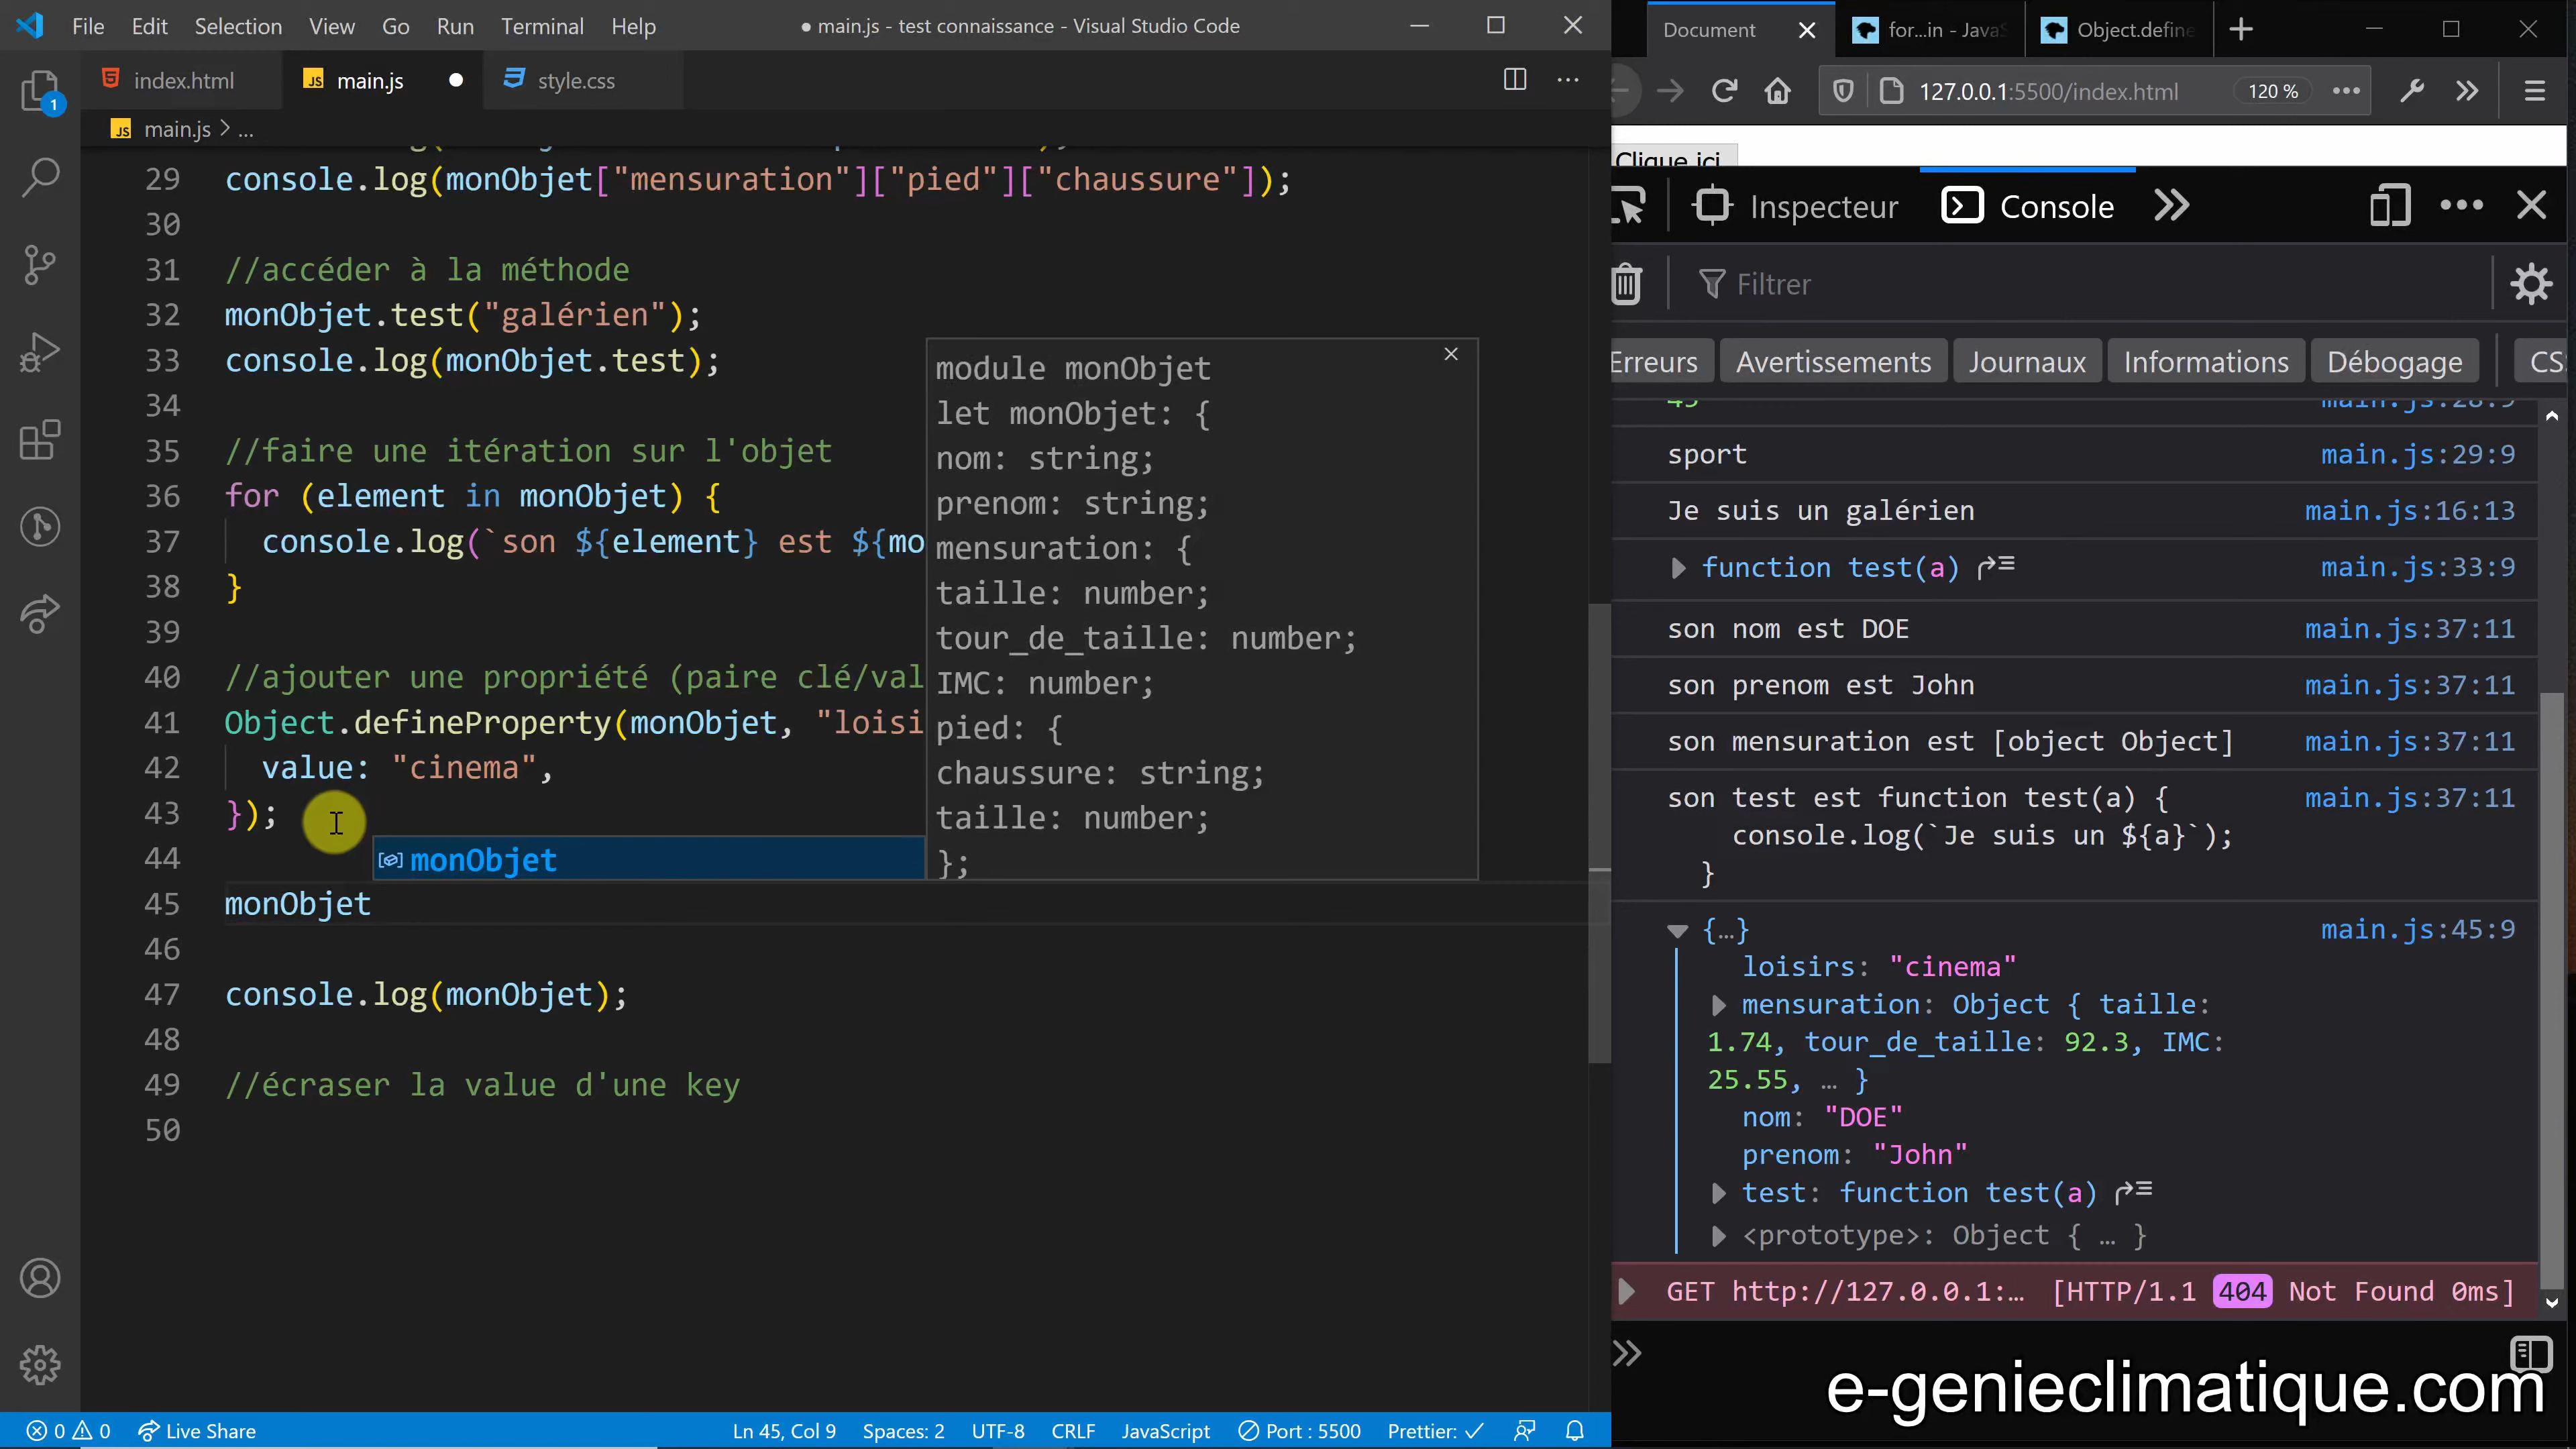 File Edit Selection View Go Run Terminal Help
● main.js - test connaissance - Visual Studio Code
index.html
main.js
style.css
main.js > ...
29 console.log(monObjet["mensuration"]["pied"]["chaussure"]);
30
31 //accéder à la méthode
32 monObjet.test("galérien");
33 console.log(monObjet.test);
34
35 //faire une itération sur l'objet
36 for (element in monObjet) {
37 console.log(`son ${element} est ${mo
38 }
39
40 //ajouter une propriété (paire clé/val
41 Object.defineProperty(monObjet, "loisi
42 value: "cinema",
43 });
44
45 monObjet
46
47 console.log(monObjet);
48
49 //écraser la value d'une key
50
monObjet
module monObjet
let monObjet: {
nom: string;
prenom: string;
mensuration: {
taille: number;
tour_de_taille: number;
IMC: number;
pied: {
chaussure: string;
taille: number;
};
1
0 0 Live Share
Ln 45, Col 9 Spaces: 2 UTF-8 CRLF JavaScript Port : 5500 Prettier: ✓
Document
for...in - JavaS
Object.define
127.0.0.1:5500/index.html 120 %
Clique ici
Inspecteur Console
Filtrer
Erreurs Avertissements Journaux Informations Débogage CS
45 main.js:28:9
sport main.js:29:9
Je suis un galérien main.js:16:13
function test(a) main.js:33:9
son nom est DOE main.js:37:11
son prenom est John main.js:37:11
son mensuration est [object Object] main.js:37:11
son test est function test(a) { main.js:37:11
console.log(`Je suis un ${a}`);
}
{…} main.js:45:9
loisirs: "cinema"
mensuration: Object { taille:
1.74, tour_de_taille: 92.3, IMC:
25.55, … }
nom: "DOE"
prenom: "John"
test: function test(a)
<prototype>: Object { … }
GET http://127.0.0.1:… [HTTP/1.1 404 Not Found 0ms]
e-genieclimatique.com